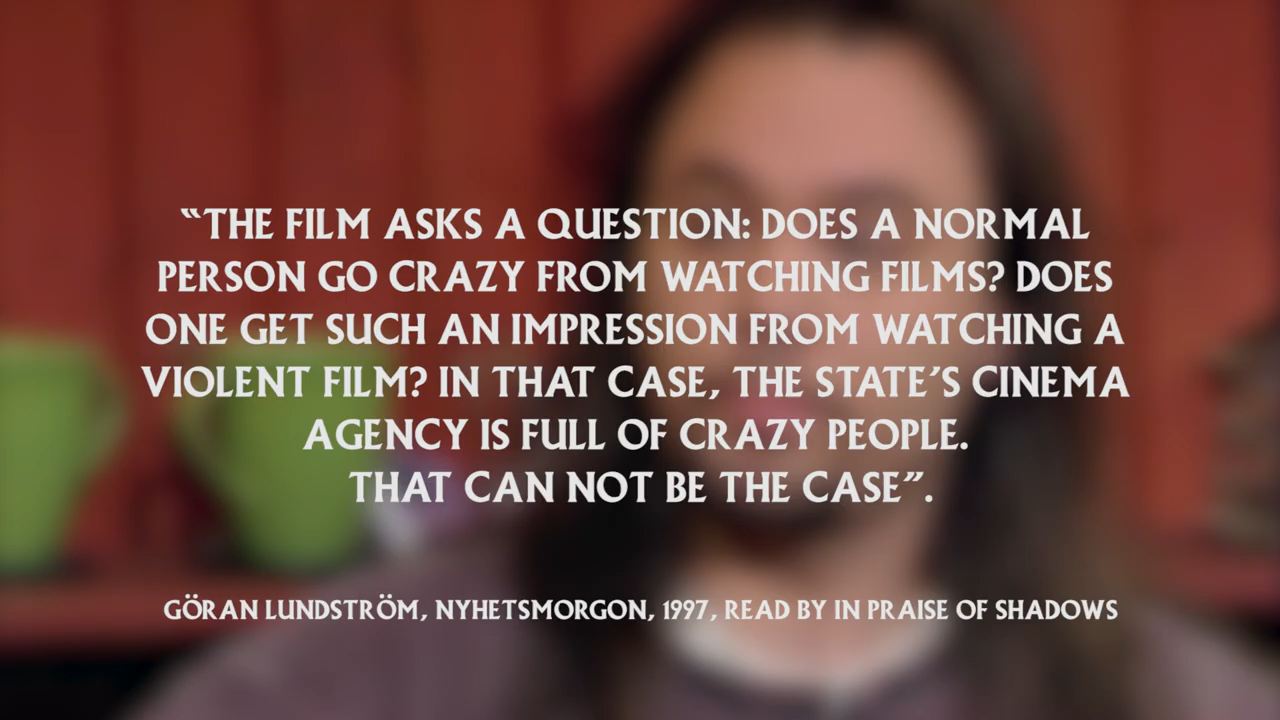 “THE FILM ASKS A QUESTION: DOES A NORMAL
PERSON GO CRAZY FROM WATCHING FILMS? DOES
ONE GET SUCH AN IMPRESSION FROM WATCHING A
VIOLENT FILM? IN THAT CASE, THE STATE’S CINEMA
AGENCY IS FULL OF CRAZY PEOPLE.
THAT CAN NOT BE THE CASE”.
GÖRAN LUNDSTRÖM, NYHETSMORGON, 1997, READ BY IN PRAISE OF SHADOWS